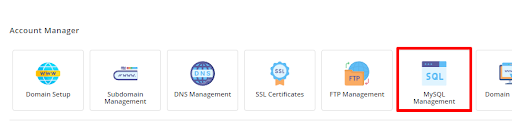 Account Manager
WWW
Domain Setup
WWW.
Subdomain
Management
DNS
DNS Management
SSL
SSL Certificates
FTP
FTP Management
SQL
MySQL
Management
Domain